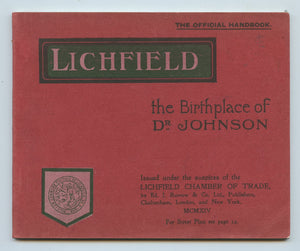 THE OFFICIAL HANDBOOK.
LICHFIELD
the Birthplace of
DR JOHNSON
Issued under the auspices of the
LICHFIELD CHAMBER OF TRADE,
by Ed. J. Burrow & Co. Ltd., Publishers,
Cheltenham, London, and New York.
MCMXIV
For Street Plan see page 12.